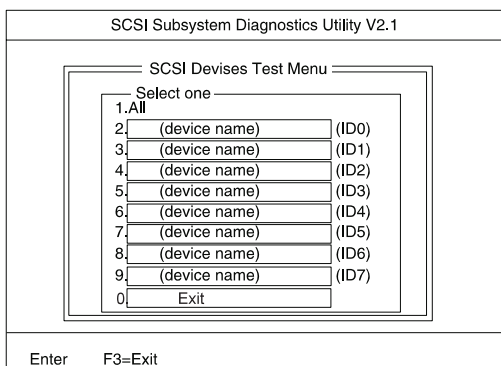 SCSI Subsystem Diagnostics Utility V2.1
SCSI Devises Test Menu
Select one
1.All
2. (device name) (ID0)
3. (device name) (ID1)
4. (device name) (ID2)
5. (device name) (ID3)
6. (device name) (ID4)
7. (device name) (ID5)
8. (device name) (ID6)
9. (device name) (ID7)
0. Exit
Enter F3=Exit